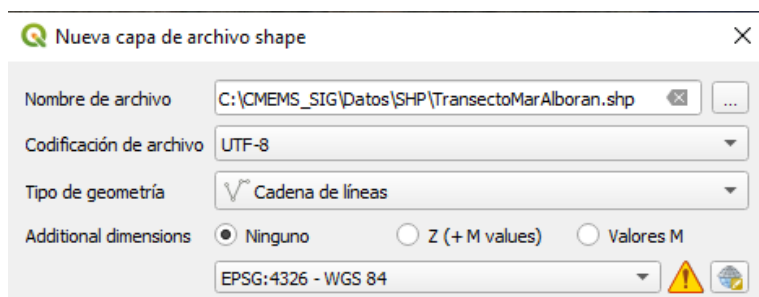 Nueva capa de archivo shape
Nombre de archivo C:\CMEMS_SIG\Datos\SHP\TransectoMarAlboran.shp ...
Codificación de archivo UTF-8
Tipo de geometría Cadena de líneas
Additional dimensions Ninguno Z (+ M values) Valores M
EPSG:4326 - WGS 84